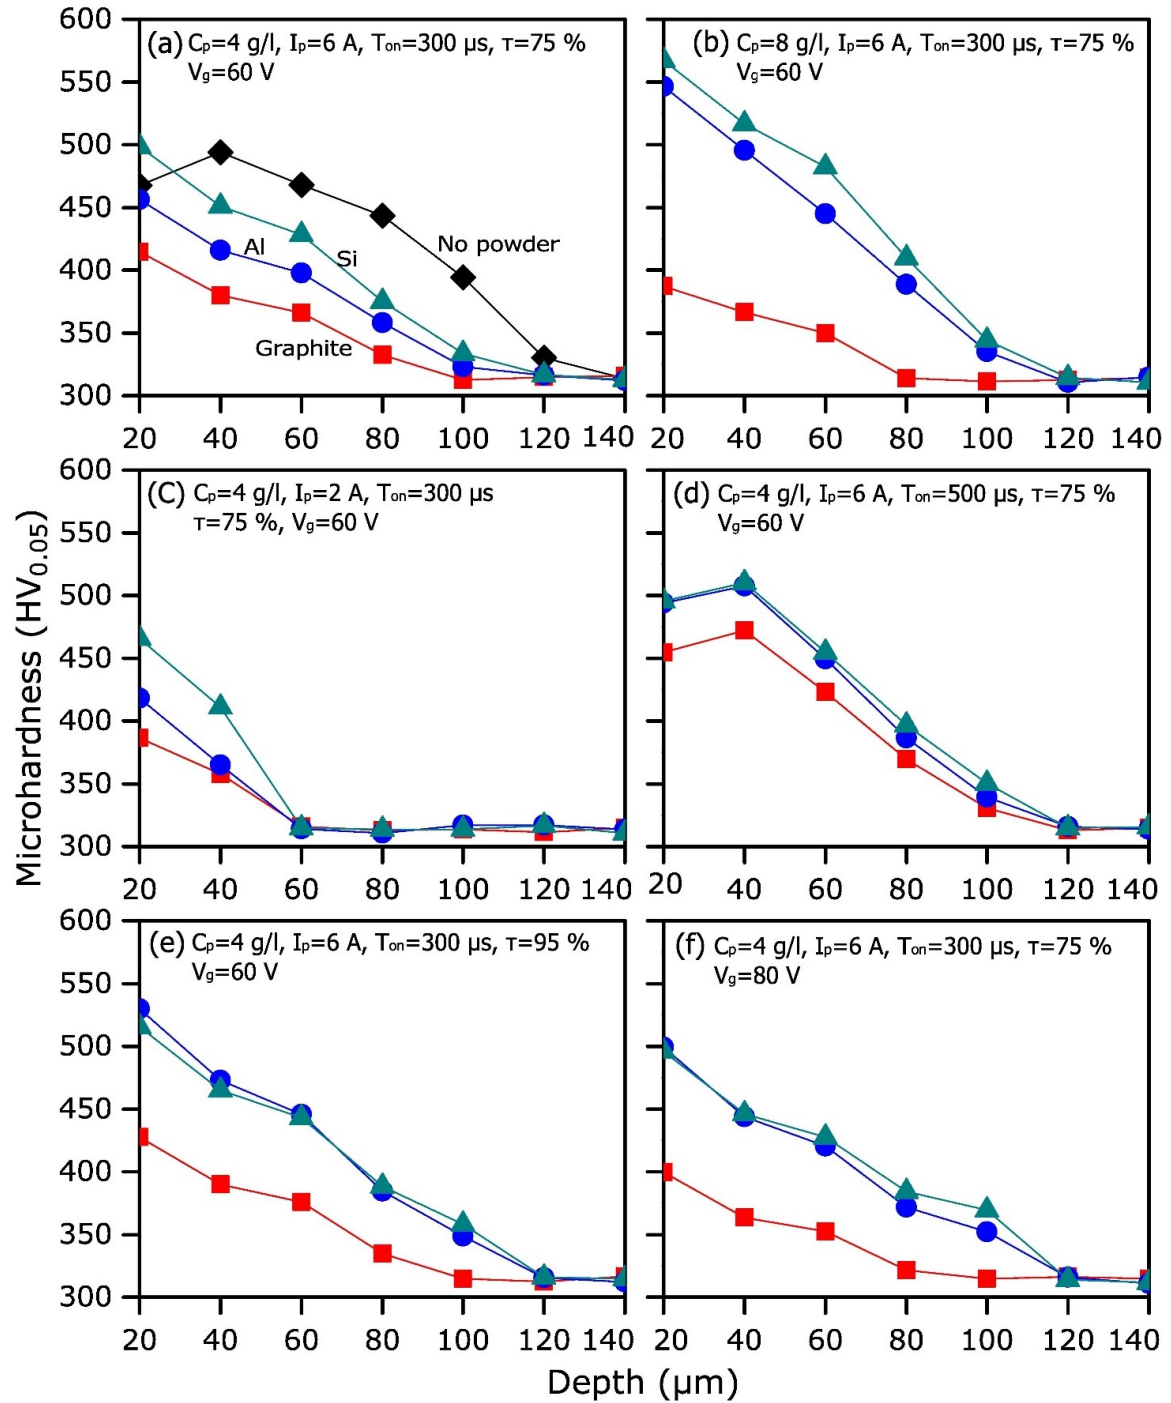 (a) Cp=4 g/l, Ip=6 A, Ton=300 µs, τ=75 %
Vg=60 V
600
550
500
450
400
350
300
No powder
Al
Si
Graphite
20 40 60 80 100 120 140
(b) Cp=8 g/l, Ip=6 A, Ton=300 µs, τ=75 %
Vg=60 V
20 40 60 80 100 120 140
Microhardness (HV0.05)
(C) Cp=4 g/l, Ip=2 A, Ton=300 µs
τ=75 %, Vg=60 V
600
550
500
450
400
350
300
20 40 60 80 100 120 140
(d) Cp=4 g/l, Ip=6 A, Ton=500 µs, τ=75 %
Vg=60 V
20 40 60 80 100 120 140
(e) Cp=4 g/l, Ip=6 A, Ton=300 µs, τ=95 %
Vg=60 V
600
550
500
450
400
350
300
20 40 60 80 100 120 140
(f) Cp=4 g/l, Ip=6 A, Ton=300 µs, τ=75 %
Vg=80 V
20 40 60 80 100 120 140
Depth (µm)